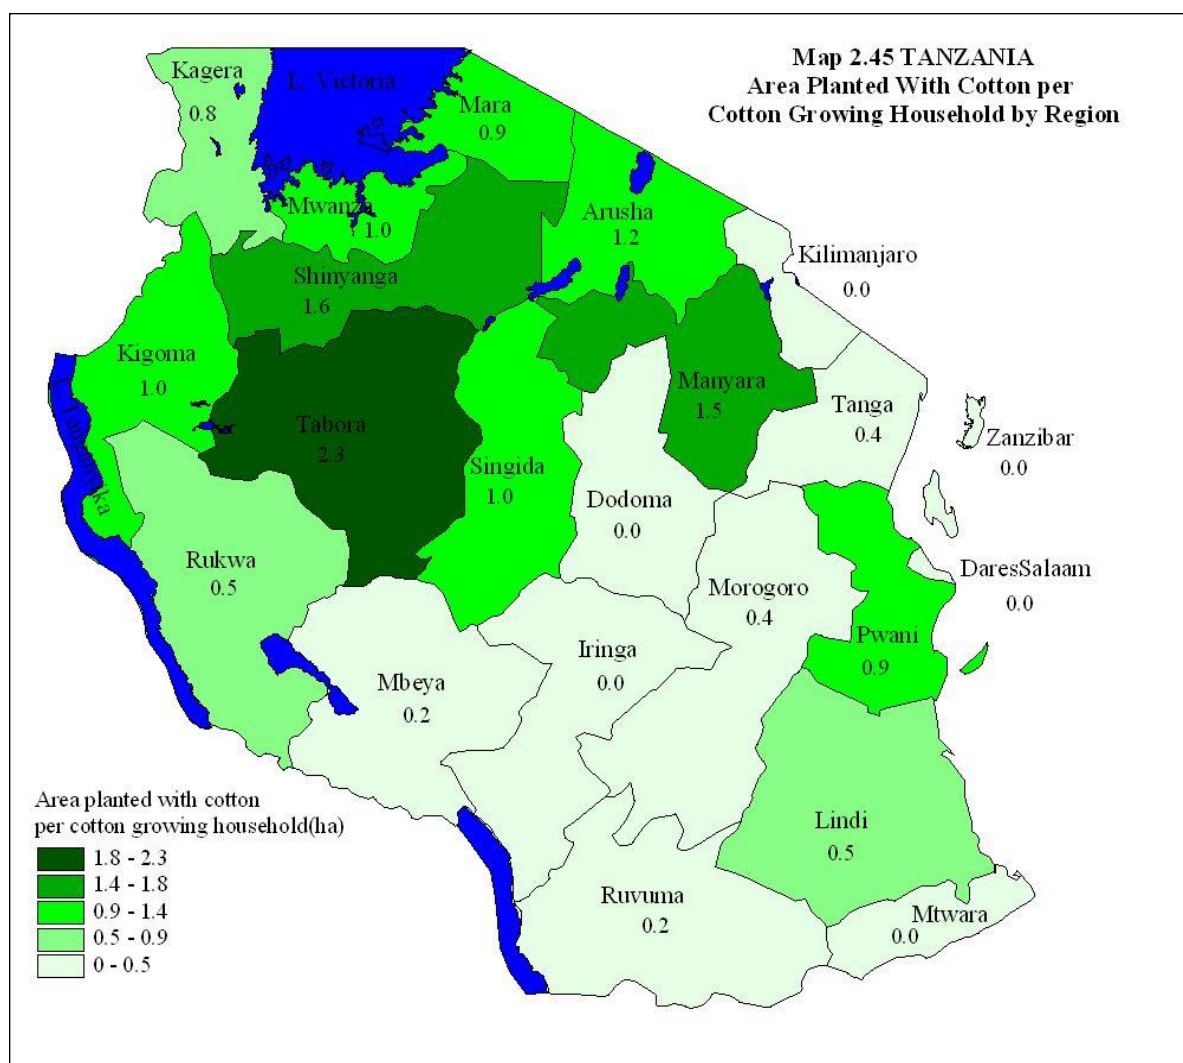 Map 2.45 TANZANIA
Area Planted With Cotton per
Cotton Growing Household by Region
Kagera
0.8
L. Victoria
Mara
0.9
Mwanza
1.0
Arusha
1.2
Kilimanjaro
0.0
Shinyanga
1.6
Kigoma
1.0
Manyara
1.5
Tanga
0.4
Tabora
2.3
Zanzibar
0.0
Singida
1.0
L. Tanganyika
Dodoma
0.0
Rukwa
0.5
Morogoro
0.4
DaresSalaam
0.0
Pwani
0.9
Iringa
0.0
Mbeya
0.2
Lindi
0.5
Ruvuma
0.2
Mtwara
0.0
Area planted with cotton
per cotton growing household(ha)
1.8 - 2.3
1.4 - 1.8
0.9 - 1.4
0.5 - 0.9
0 - 0.5